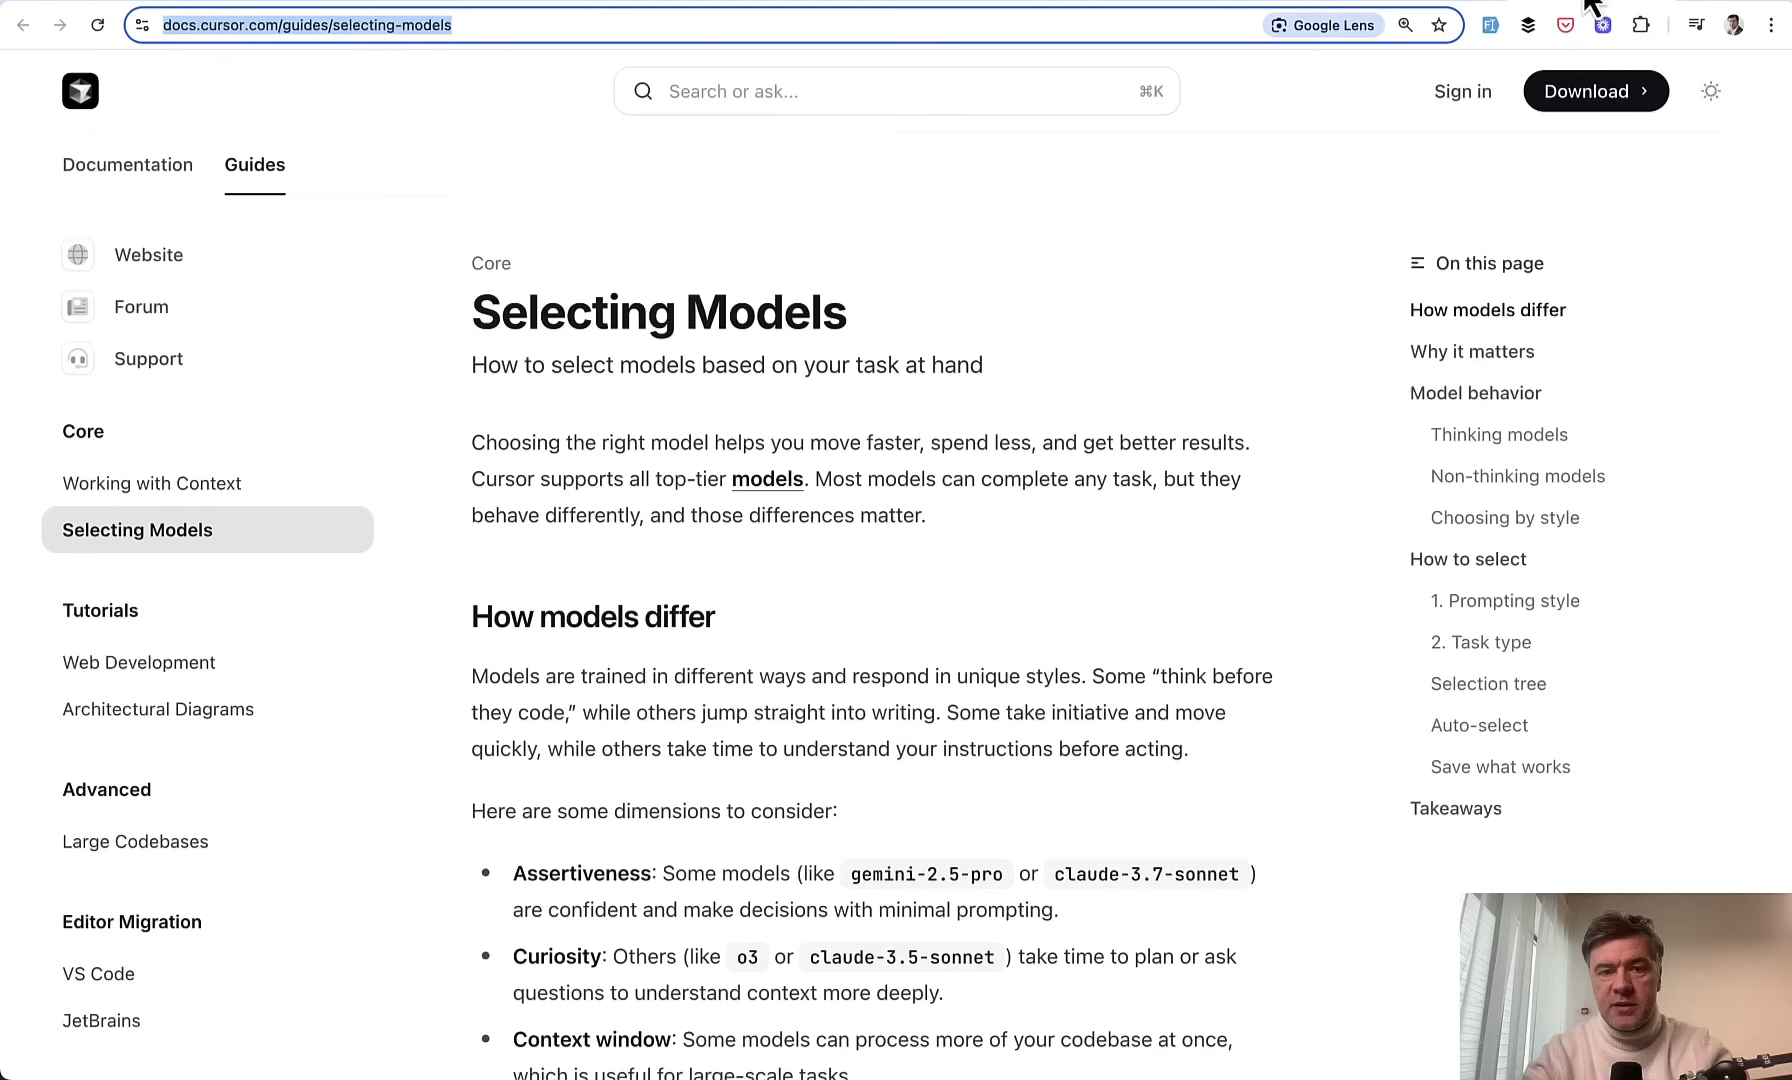 docs.cursor.com/guides/selecting-models
Google Lens
Search or ask...
⌘K
Sign in
Download
Documentation
Guides
Website
Forum
Support
Core
Working with Context
Selecting Models
Tutorials
Web Development
Architectural Diagrams
Advanced
Large Codebases
Editor Migration
VS Code
JetBrains
Core
Selecting Models
How to select models based on your task at hand
Choosing the right model helps you move faster, spend less, and get better results.
Cursor supports all top-tier models. Most models can complete any task, but they
behave differently, and those differences matter.
How models differ
Models are trained in different ways and respond in unique styles. Some “think before
they code,” while others jump straight into writing. Some take initiative and move
quickly, while others take time to understand your instructions before acting.
Here are some dimensions to consider:
• Assertiveness: Some models (like gemini-2.5-pro or claude-3.7-sonnet )
are confident and make decisions with minimal prompting.
• Curiosity: Others (like o3 or claude-3.5-sonnet ) take time to plan or ask
questions to understand context more deeply.
• Context window: Some models can process more of your codebase at once,
which is useful for large-scale tasks.
On this page
How models differ
Why it matters
Model behavior
Thinking models
Non-thinking models
Choosing by style
How to select
1. Prompting style
2. Task type
Selection tree
Auto-select
Save what works
Takeaways